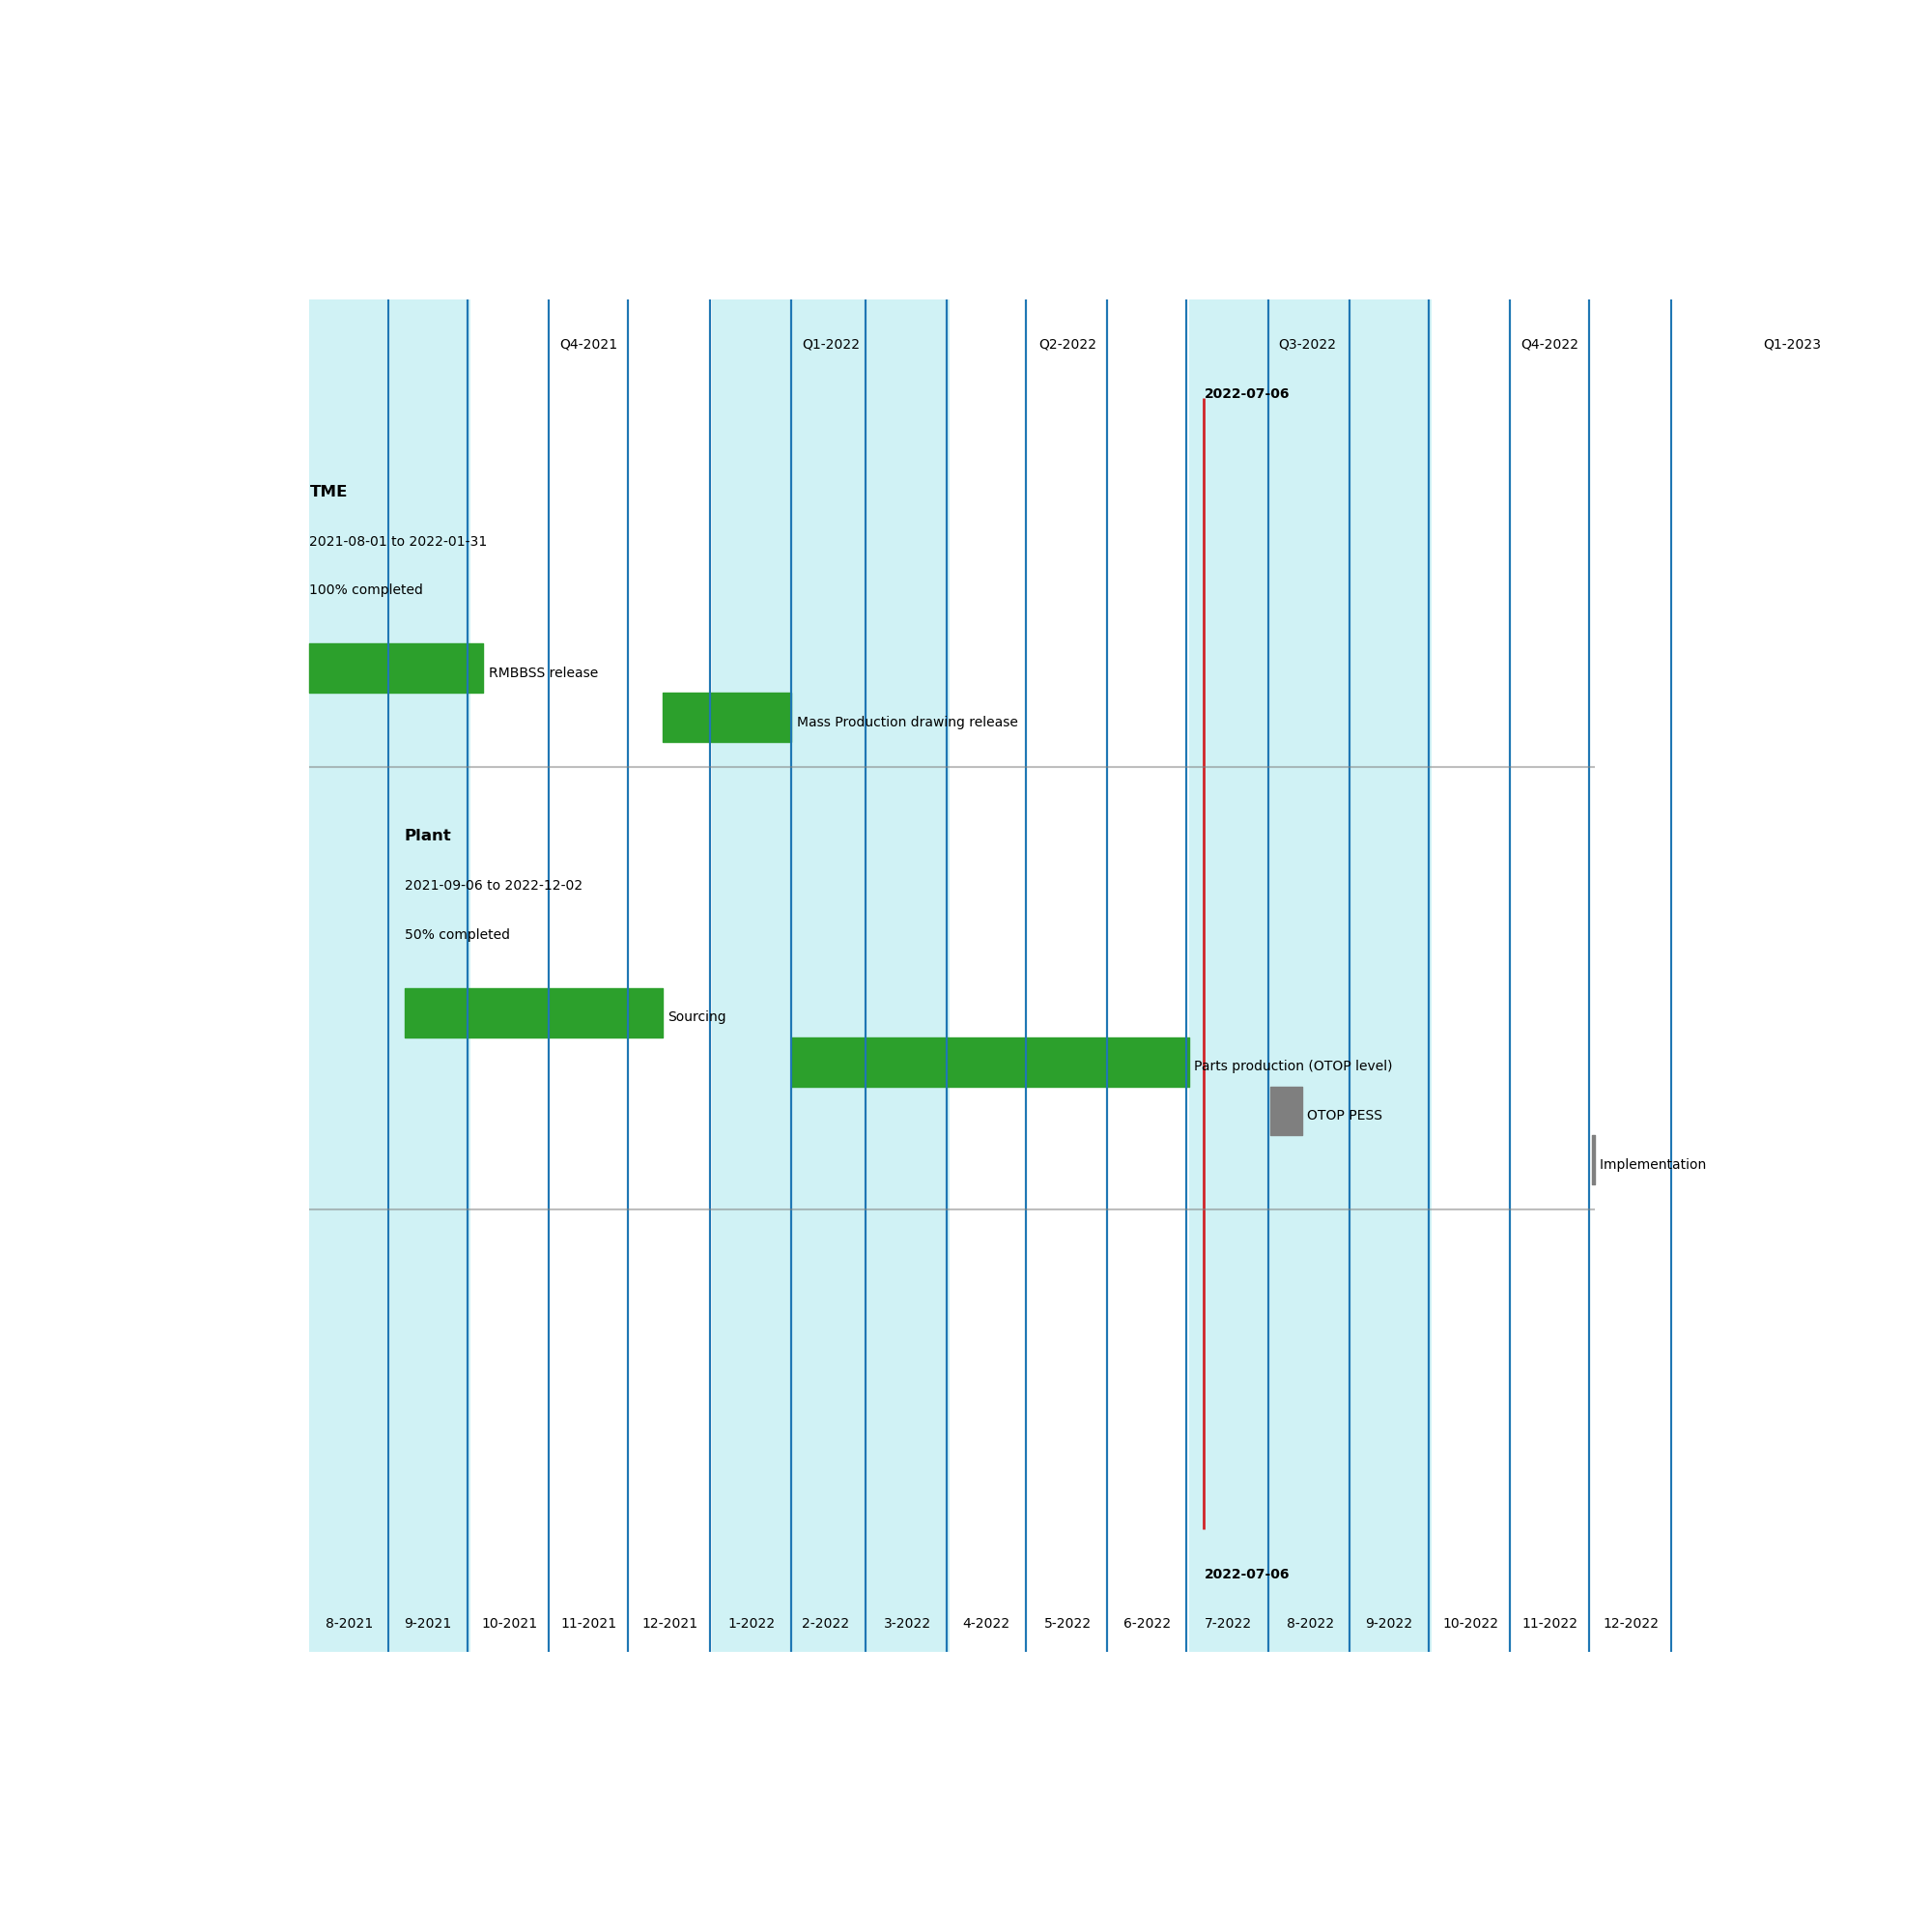 Q4-2021 Q1-2022 Q2-2022 Q3-2022 Q4-2022 Q1-2023
2022-07-06
TME
2021-08-01 to 2022-01-31
100% completed
RMBBSS release
Mass Production drawing release
Plant
2021-09-06 to 2022-12-02
50% completed
Sourcing
Parts production (OTOP level)
OTOP PESS
Implementation
2022-07-06
8-2021 9-2021 10-2021 11-2021 12-2021 1-2022 2-2022 3-2022 4-2022 5-2022 6-2022 7-2022 8-2022 9-2022 10-2022 11-2022 12-2022